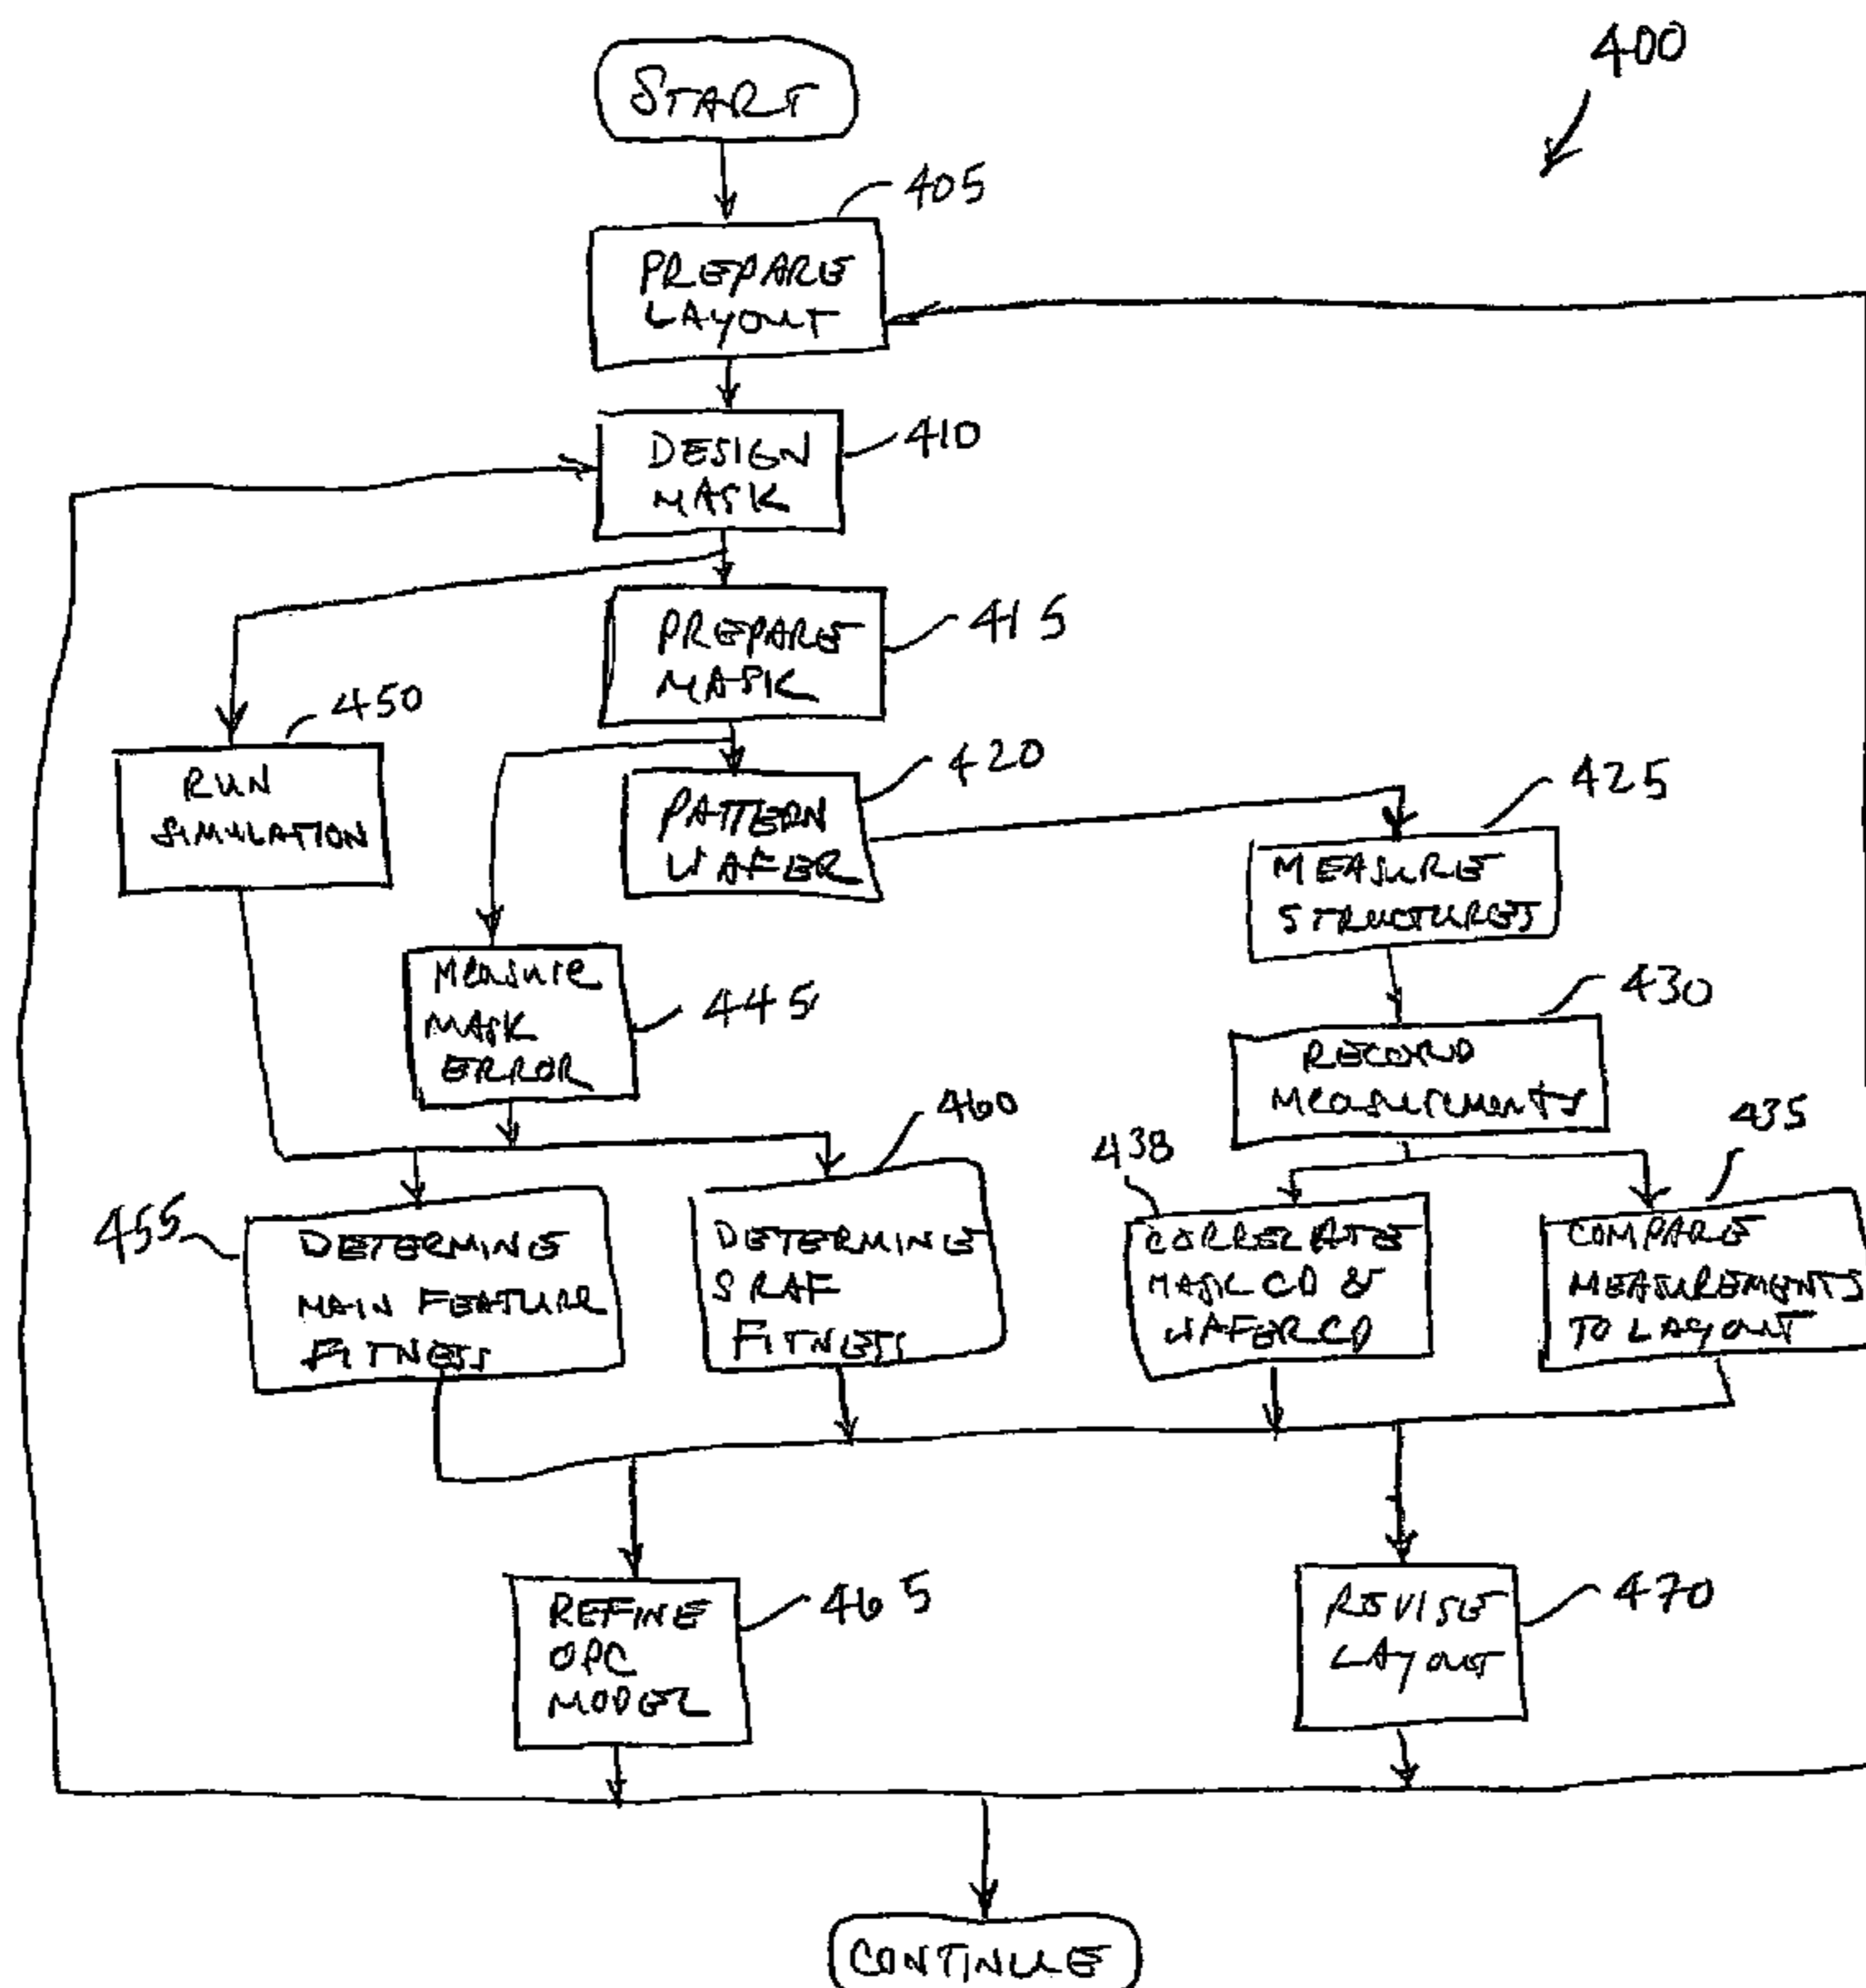 400
START
405
PREPARE
LAYOUT
410
DESIGN
MASK
415
PREPARE
MASK
450
RUN
SIMULATION
420
PATTERN
WAFER
425
MEASURE
STRUCTURES
445
Measure
MASK
ERROR
430
RECORD
Measurements
460
438
435
455
DETERMINE
MAIN FEATURE
FITNESS
DETERMINE
SRAF
FITNESS
CORRELATE
MASK CD &
WAFER CD
COMPARE
MEASUREMENTS
TO LAYOUT
465
REFINE
OPC
MODEL
470
REVISE
LAYOUT
CONTINUE